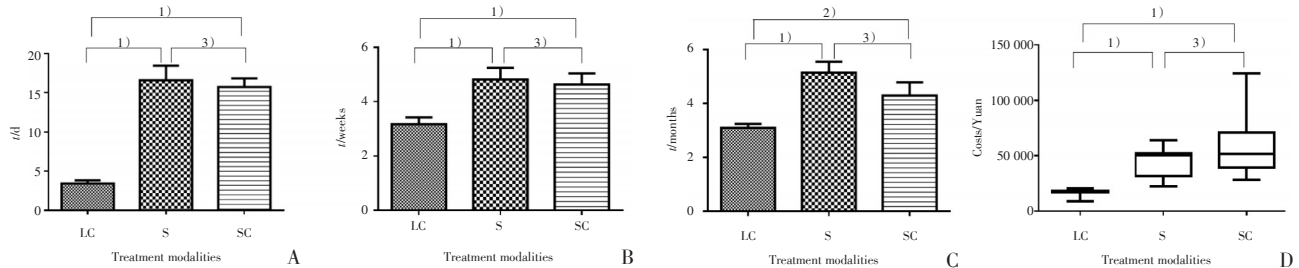 1)
1) 3)
20
15
10
5
0
t/d
LC S SC
Treatment modalities
A
1)
1) 3)
6
4
2
0
t/weeks
LC S SC
Treatment modalities
B
2)
1) 3)
6
4
2
0
t/months
LC S SC
Treatment modalities
C
1)
1) 3)
150 000
100 000
50 000
0
Costs/Yuan
LC S SC
Treatment modalities
D